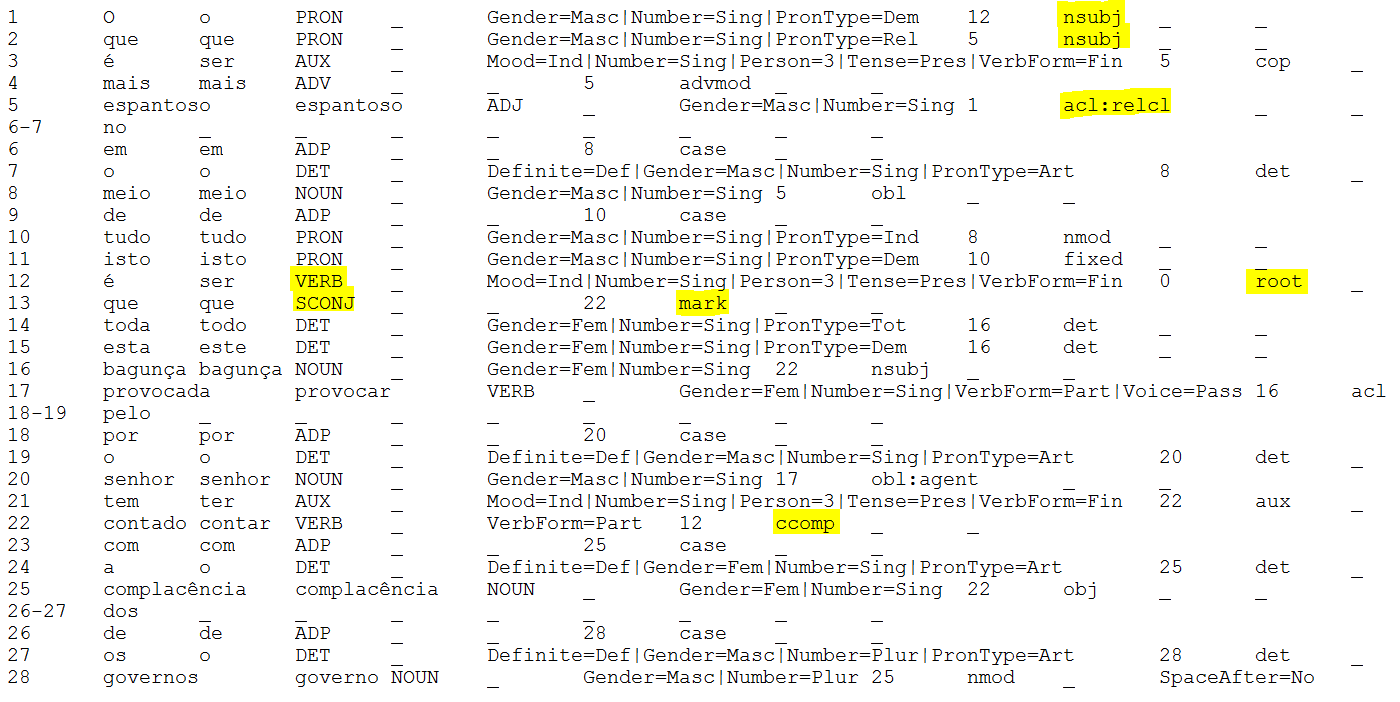 1 O o PRON _ Gender=Masc|Number=Sing|PronType=Dem 12 nsubj _ _
2 que que PRON _ Gender=Masc|Number=Sing|PronType=Rel 5 nsubj _ _
3 é ser AUX _ Mood=Ind|Number=Sing|Person=3|Tense=Pres|VerbForm=Fin 5 cop _
4 mais mais ADV _ _ 5 advmod _ _
5 espantoso espantoso ADJ _ Gender=Masc|Number=Sing 1 acl:relcl _ _
6-7 no _ _ _ _ _ _ _ _
6 em em ADP _ _ 8 case _ _
7 o o DET _ Definite=Def|Gender=Masc|Number=Sing|PronType=Art 8 det _
8 meio meio NOUN _ Gender=Masc|Number=Sing 5 obl _ _
9 de de ADP _ _ 10 case _ _
10 tudo tudo PRON _ Gender=Masc|Number=Sing|PronType=Ind 8 nmod _ _
11 isto isto PRON _ Gender=Masc|Number=Sing|PronType=Dem 10 fixed _ _
12 é ser VERB _ Mood=Ind|Number=Sing|Person=3|Tense=Pres|VerbForm=Fin 0 root _
13 que que SCONJ _ _ 22 mark _ _
14 toda todo DET _ Gender=Fem|Number=Sing|PronType=Tot 16 det _ _
15 esta este DET _ Gender=Fem|Number=Sing|PronType=Dem 16 det _ _
16 bagunça bagunça NOUN _ Gender=Fem|Number=Sing 22 nsubj _ _
17 provocada provocar VERB _ Gender=Fem|Number=Sing|VerbForm=Part|Voice=Pass 16 acl
18-19 pelo _ _ _ _ _ _ _ _
18 por por ADP _ _ 20 case _ _
19 o o DET _ Definite=Def|Gender=Masc|Number=Sing|PronType=Art 20 det _
20 senhor senhor NOUN _ Gender=Masc|Number=Sing 17 obl:agent _ _
21 tem ter AUX _ Mood=Ind|Number=Sing|Person=3|Tense=Pres|VerbForm=Fin 22 aux _
22 contado contar VERB _ VerbForm=Part 12 ccomp _ _
23 com com ADP _ _ 25 case _ _
24 a o DET _ Definite=Def|Gender=Fem|Number=Sing|PronType=Art 25 det _
25 complacência complacência NOUN _ Gender=Fem|Number=Sing 22 obj _ _
26-27 dos _ _ _ _ _ _ _ _
26 de de ADP _ _ 28 case _ _
27 os o DET _ Definite=Def|Gender=Masc|Number=Plur|PronType=Art 28 det _
28 governos governo NOUN _ Gender=Masc|Number=Plur 25 nmod _ SpaceAfter=No